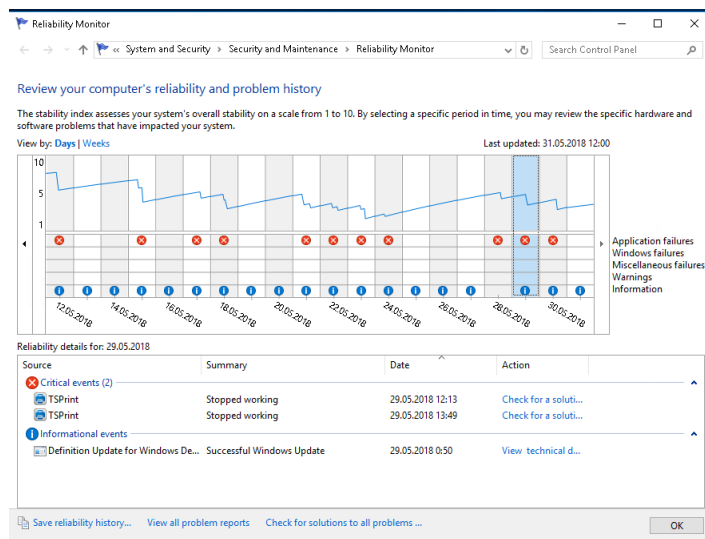 Reliability Monitor
« System and Security > Security and Maintenance > Reliability Monitor
Search Control Panel
Review your computer's reliability and problem history
The stability index assesses your system's overall stability on a scale from 1 to 10. By selecting a specific period in time, you may review the specific hardware and
software problems that have impacted your system.
View by: Days | Weeks
Last updated: 31.05.2018 12:00
10
5
1
Application failures
Windows failures
Miscellaneous failures
Warnings
Information
12.05.2018 14.05.2018 16.05.2018 18.05.2018 20.05.2018 22.05.2018 24.05.2018 26.05.2018 28.05.2018 30.05.2018
Reliability details for: 29.05.2018
Source Summary Date Action
Critical events (2)
TSPrint Stopped working 29.05.2018 12:13 Check for a soluti...
TSPrint Stopped working 29.05.2018 13:49 Check for a soluti...
Informational events
Definition Update for Windows De... Successful Windows Update 29.05.2018 0:50 View technical d...
Save reliability history... View all problem reports Check for solutions to all problems ...
OK